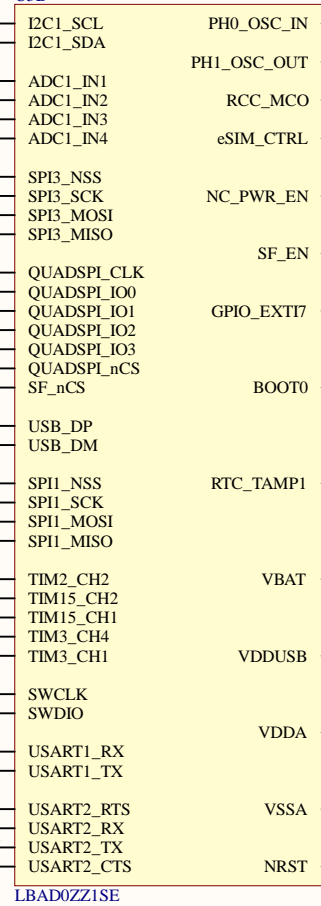 I2C1_SCL PH0_OSC_IN
I2C1_SDA
PH1_OSC_OUT
ADC1_IN1
ADC1_IN2 RCC_MCO
ADC1_IN3
ADC1_IN4 eSIM_CTRL
SPI3_NSS
SPI3_SCK NC_PWR_EN
SPI3_MOSI
SPI3_MISO
SF_EN
QUADSPI_CLK
QUADSPI_IO0
QUADSPI_IO1 GPIO_EXTI7
QUADSPI_IO2
QUADSPI_IO3
QUADSPI_nCS
SF_nCS BOOT0
USB_DP
USB_DM
SPI1_NSS RTC_TAMP1
SPI1_SCK
SPI1_MOSI
SPI1_MISO
TIM2_CH2 VBAT
TIM15_CH2
TIM15_CH1
TIM3_CH4
TIM3_CH1 VDDUSB
SWCLK
SWDIO
VDDA
USART1_RX
USART1_TX
USART2_RTS VSSA
USART2_RX
USART2_TX
USART2_CTS NRST
LBAD0ZZ1SE